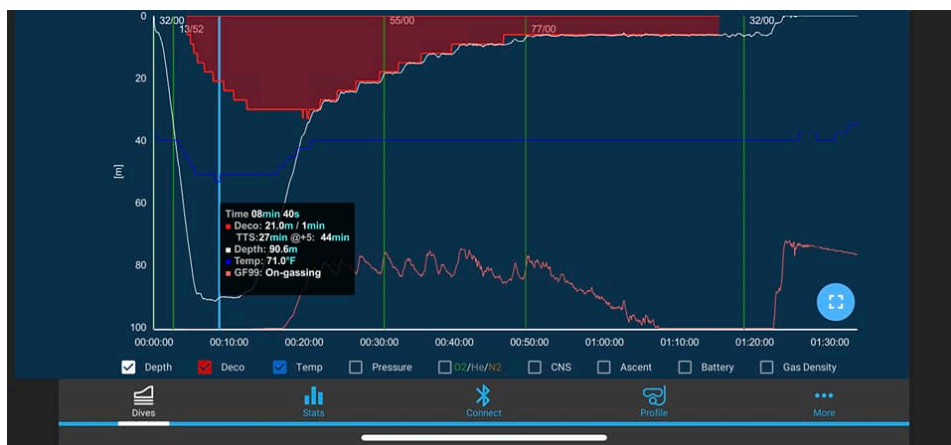 0
32/00
13/52
55/00
77/00
32/00
20
40
[m]
60
Time 08min 40s
Deco: 21.0m / 1min
TTS:27min @+5: 44min
Depth: 90.6m
Temp: 71.0°F
GF99: On-gassing
80
100
00:00:00 00:10:00 00:20:00 00:30:00 00:40:00 00:50:00 01:00:00 01:10:00 01:20:00 01:30:00
Depth Deco Temp Pressure O2/He/N2 CNS Ascent Battery Gas Density
Dives Stats Connect Profile More